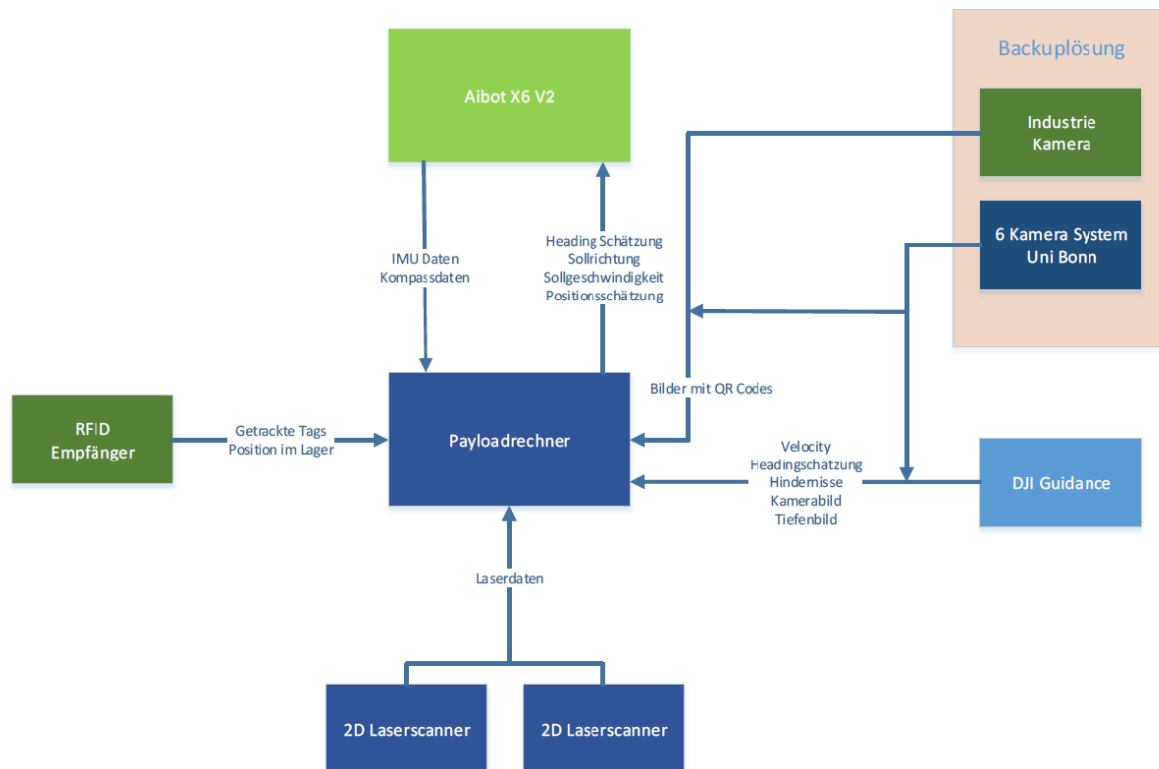 Backuplösung
Aibot X6 V2
Industrie
Kamera
6 Kamera System
Uni Bonn
IMU Daten
Kompassdaten
Heading Schätzung
Sollrichtung
Sollgeschwindigkeit
Positionsschätzung
Bilder mit QR Codes
RFID
Empfänger
Getrackte Tags
Position im Lager
Payloadrechner
Velocity
Headingschätzung
Hindernisse
Kamerabild
Tiefenbild
DJI Guidance
Laserdaten
2D Laserscanner
2D Laserscanner